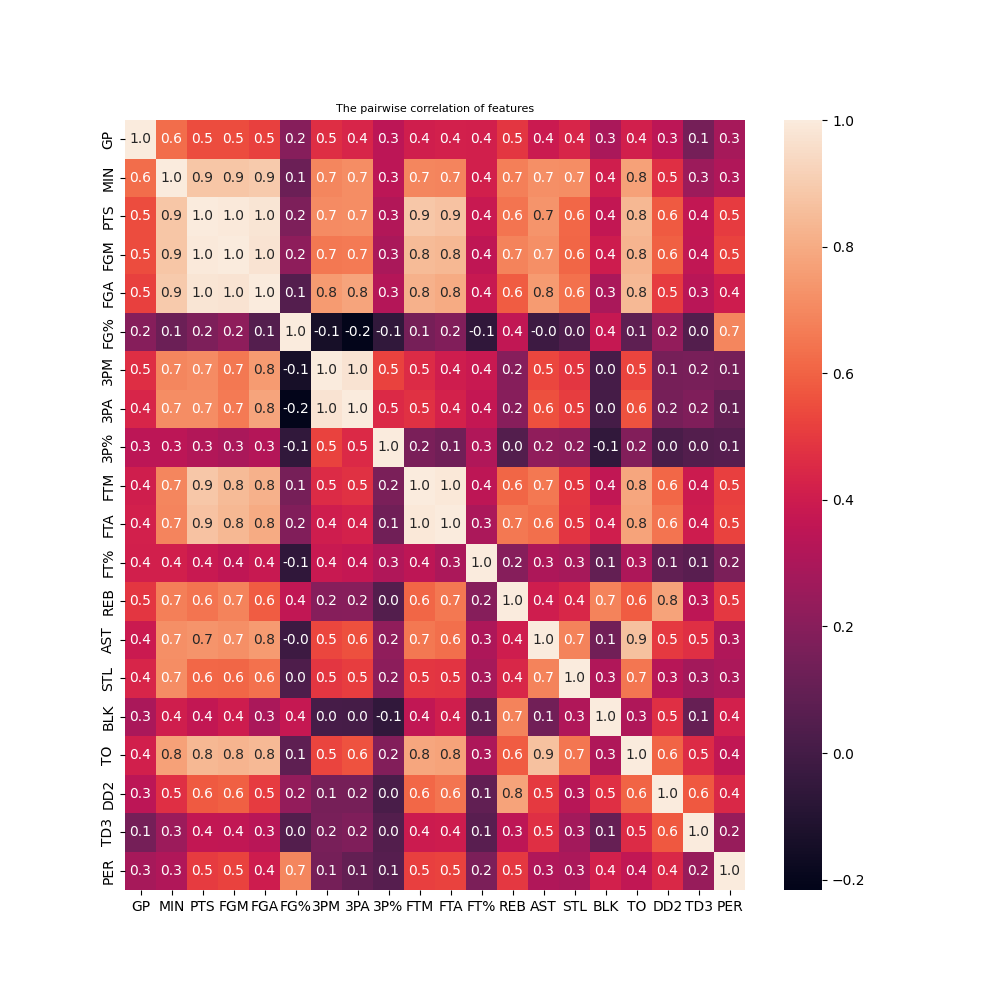 The pairwise correlation of features
GP 1.0 0.6 0.5 0.5 0.5 0.2 0.5 0.4 0.3 0.4 0.4 0.4 0.5 0.4 0.4 0.3 0.4 0.3 0.1 0.3
MIN 0.6 1.0 0.9 0.9 0.9 0.1 0.7 0.7 0.3 0.7 0.7 0.4 0.7 0.7 0.7 0.4 0.8 0.5 0.3 0.3
PTS 0.5 0.9 1.0 1.0 1.0 0.2 0.7 0.7 0.3 0.9 0.9 0.4 0.6 0.7 0.6 0.4 0.8 0.6 0.4 0.5
FGM 0.5 0.9 1.0 1.0 1.0 0.2 0.7 0.7 0.3 0.8 0.8 0.4 0.7 0.7 0.6 0.4 0.8 0.6 0.4 0.5
FGA 0.5 0.9 1.0 1.0 1.0 0.1 0.8 0.8 0.3 0.8 0.8 0.4 0.6 0.8 0.6 0.3 0.8 0.5 0.3 0.4
FG% 0.2 0.1 0.2 0.2 0.1 1.0 -0.1 -0.2 -0.1 0.1 0.2 -0.1 0.4 -0.0 0.0 0.4 0.1 0.2 0.0 0.7
3PM 0.5 0.7 0.7 0.7 0.8 -0.1 1.0 1.0 0.5 0.5 0.4 0.4 0.2 0.5 0.5 0.0 0.5 0.1 0.2 0.1
3PA 0.4 0.7 0.7 0.7 0.8 -0.2 1.0 1.0 0.5 0.5 0.4 0.4 0.2 0.6 0.5 0.0 0.6 0.2 0.2 0.1
3P% 0.3 0.3 0.3 0.3 0.3 -0.1 0.5 0.5 1.0 0.2 0.1 0.3 0.0 0.2 0.2 -0.1 0.2 0.0 0.0 0.1
FTM 0.4 0.7 0.9 0.8 0.8 0.1 0.5 0.5 0.2 1.0 1.0 0.4 0.6 0.7 0.5 0.4 0.8 0.6 0.4 0.5
FTA 0.4 0.7 0.9 0.8 0.8 0.2 0.4 0.4 0.1 1.0 1.0 0.3 0.7 0.6 0.5 0.4 0.8 0.6 0.4 0.5
FT% 0.4 0.4 0.4 0.4 0.4 -0.1 0.4 0.4 0.3 0.4 0.3 1.0 0.2 0.3 0.3 0.1 0.3 0.1 0.1 0.2
REB 0.5 0.7 0.6 0.7 0.6 0.4 0.2 0.2 0.0 0.6 0.7 0.2 1.0 0.4 0.4 0.7 0.6 0.8 0.3 0.5
AST 0.4 0.7 0.7 0.7 0.8 -0.0 0.5 0.6 0.2 0.7 0.6 0.3 0.4 1.0 0.7 0.1 0.9 0.5 0.5 0.3
STL 0.4 0.7 0.6 0.6 0.6 0.0 0.5 0.5 0.2 0.5 0.5 0.3 0.4 0.7 1.0 0.3 0.7 0.3 0.3 0.3
BLK 0.3 0.4 0.4 0.4 0.3 0.4 0.0 0.0 -0.1 0.4 0.4 0.1 0.7 0.1 0.3 1.0 0.3 0.5 0.1 0.4
TO 0.4 0.8 0.8 0.8 0.8 0.1 0.5 0.6 0.2 0.8 0.8 0.3 0.6 0.9 0.7 0.3 1.0 0.6 0.5 0.4
DD2 0.3 0.5 0.6 0.6 0.5 0.2 0.1 0.2 0.0 0.6 0.6 0.1 0.8 0.5 0.3 0.5 0.6 1.0 0.6 0.4
TD3 0.1 0.3 0.4 0.4 0.3 0.0 0.2 0.2 0.0 0.4 0.4 0.1 0.3 0.5 0.3 0.1 0.5 0.6 1.0 0.2
PER 0.3 0.3 0.5 0.5 0.4 0.7 0.1 0.1 0.1 0.5 0.5 0.2 0.5 0.3 0.3 0.4 0.4 0.4 0.2 1.0
GP MIN PTS FGM FGA FG% 3PM 3PA 3P% FTM FTA FT% REB AST STL BLK TO DD2 TD3 PER
1.0
0.8
0.6
0.4
0.2
0.0
−0.2